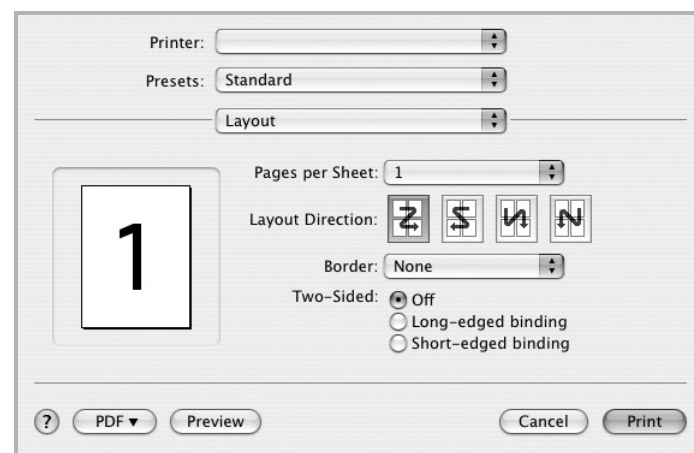 Printer:
Presets: Standard
Layout
Pages per Sheet: 1
Layout Direction:
1
Border: None
Two-Sided: Off
Long-edged binding
Short-edged binding
? PDF▼ Preview Cancel Print